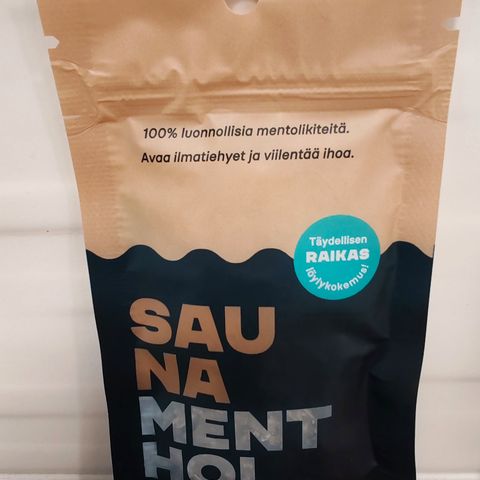 100% luonnollisia mentolikiteitä.
Avaa ilmatiehyet ja viilentää ihoa.
Täydellisen
RAIKAS
löylykokemus!
SAU
NA
MENT
HOL